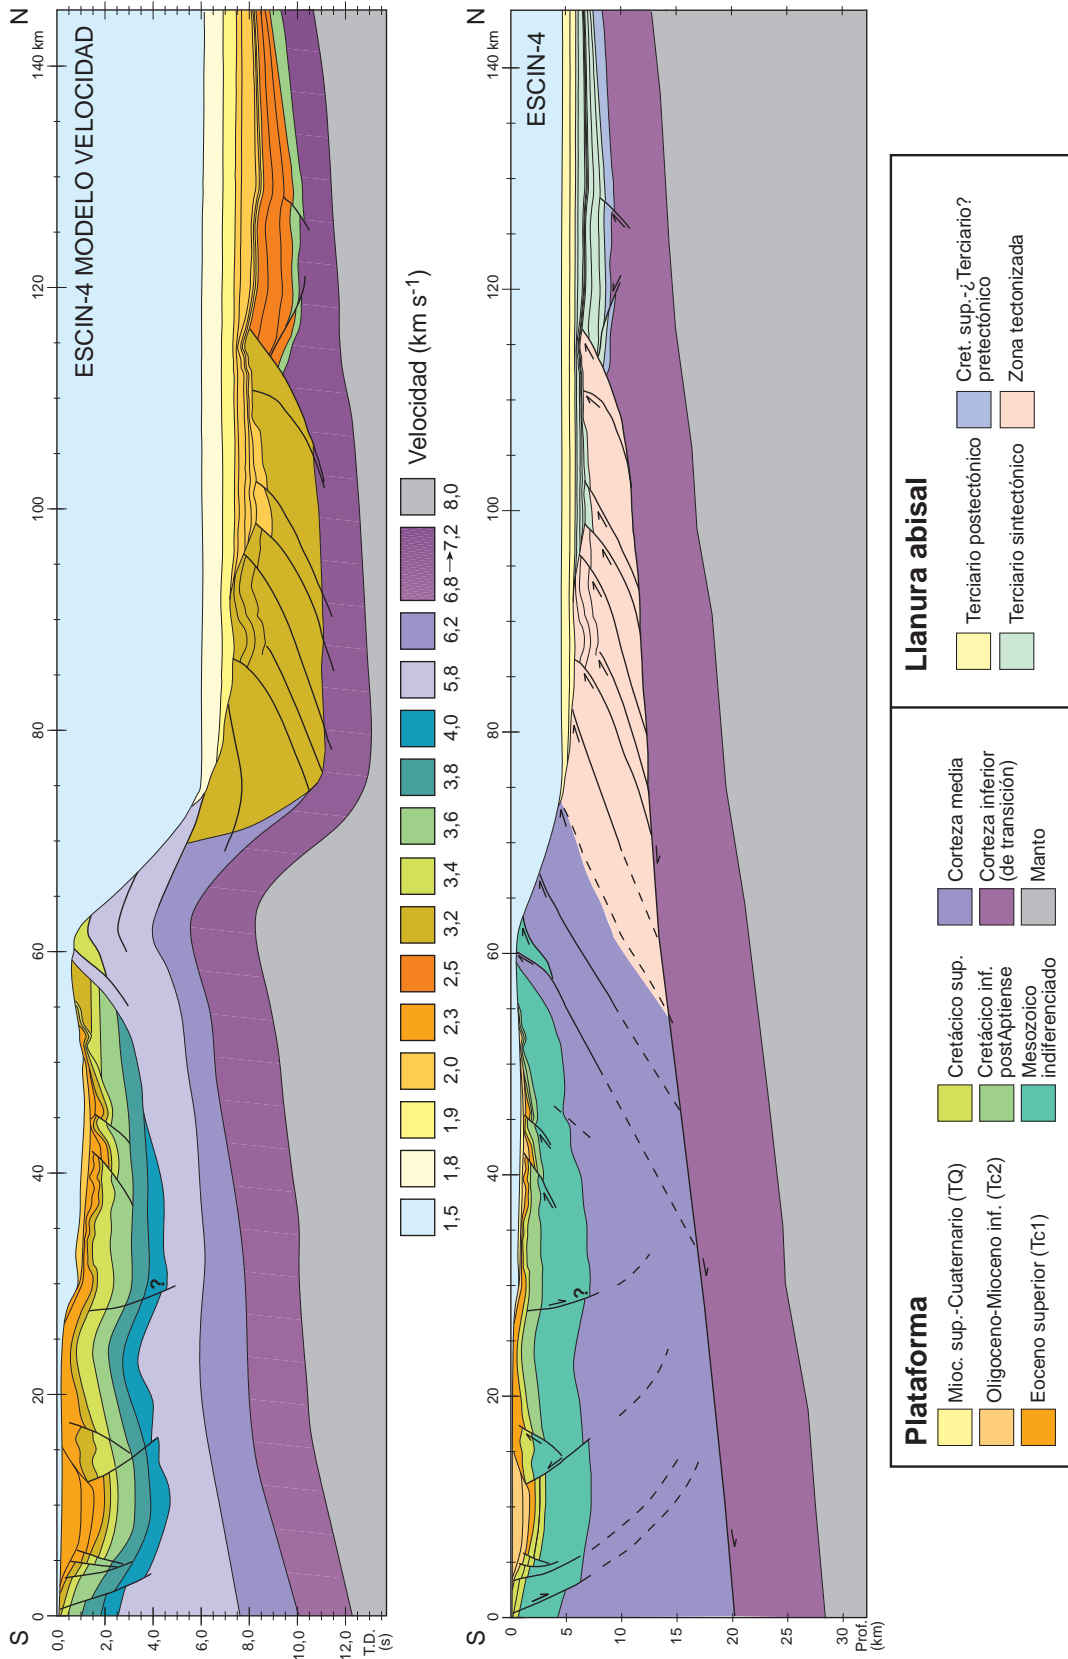 S
N
ESCIN-4 MODELO VELOCIDAD
0
20
40
60
80
100
120
140 km
0,0
2,0
4,0
6,0
8,0
10,0
12,0
T.D.
(s)
?
Velocidad (km s-1)
1,5
1,8
1,9
2,0
2,3
2,5
3,2
3,4
3,6
3,8
4,0
5,8
6,2
6,8→7,2
8,0
S
N
ESCIN-4
0
20
40
60
80
100
120
140 km
0
5
10
15
20
25
30
Prof.
(km)
?
Plataforma
Mioc. sup.-Cuaternario (TQ)
Oligoceno-Mioceno inf. (Tc2)
Eoceno superior (Tc1)
Cretácico sup.
Cretácico inf.
postAptiense
Mesozoico
indiferenciado
Corteza media
Corteza inferior
(de transición)
Manto
Llanura abisal
Terciario postectónico
Terciario sintectónico
Cret. sup.-¿Terciario?
pretectónico
Zona tectonizada